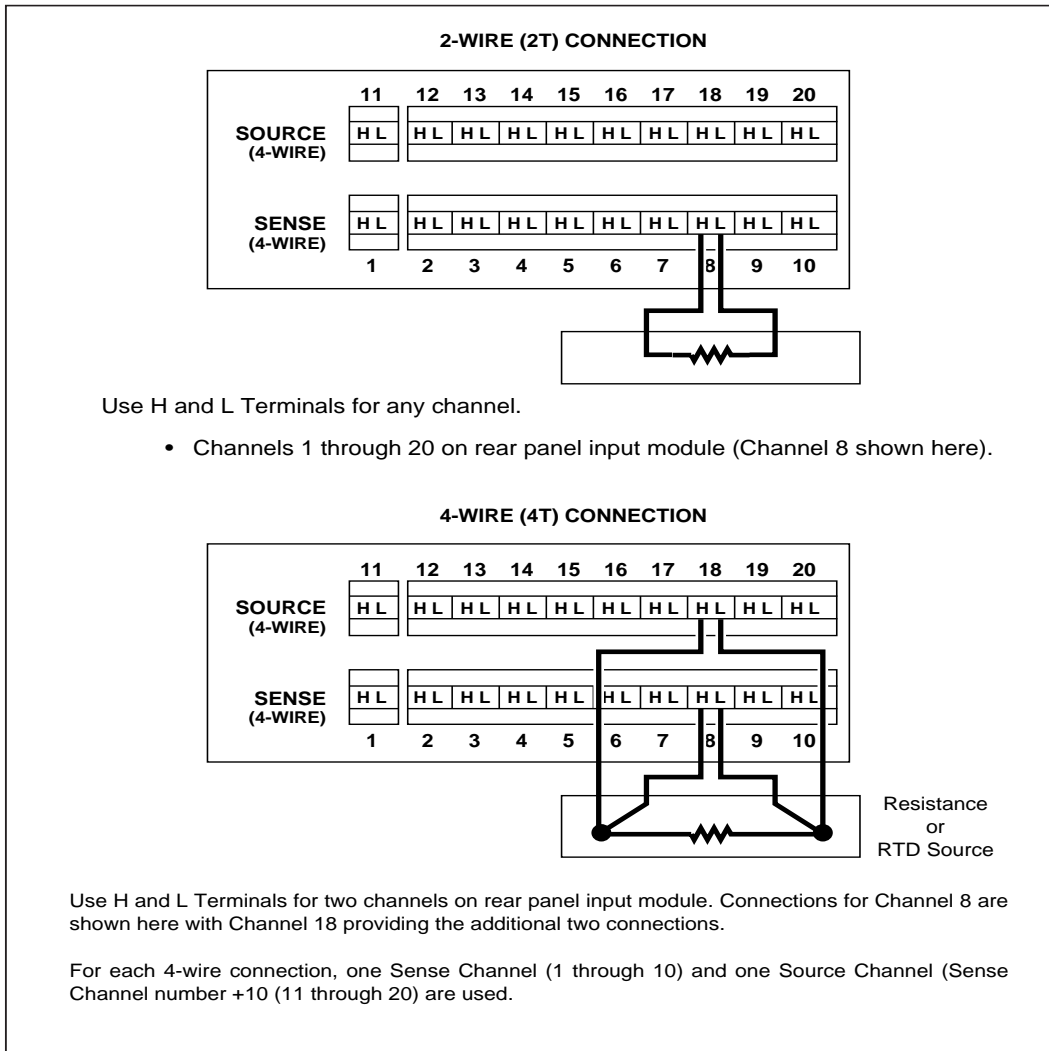 2-WIRE (2T) CONNECTION
11 12 13 14 15 16 17 18 19 20
SOURCE
(4-WIRE)
H L H L H L H L H L H L H L H L H L H L
SENSE
(4-WIRE)
H L H L H L H L H L H L H L H L H L H L
1 2 3 4 5 6 7 8 9 10
Use H and L Terminals for any channel.
• Channels 1 through 20 on rear panel input module (Channel 8 shown here).
4-WIRE (4T) CONNECTION
11 12 13 14 15 16 17 18 19 20
SOURCE
(4-WIRE)
H L H L H L H L H L H L H L H L H L H L
SENSE
(4-WIRE)
H L H L H L H L H L H L H L H L H L H L
1 2 3 4 5 6 7 8 9 10
Resistance
or
RTD Source
Use H and L Terminals for two channels on rear panel input module. Connections for Channel 8 are
shown here with Channel 18 providing the additional two connections.
For each 4-wire connection, one Sense Channel (1 through 10) and one Source Channel (Sense
Channel number +10 (11 through 20) are used.